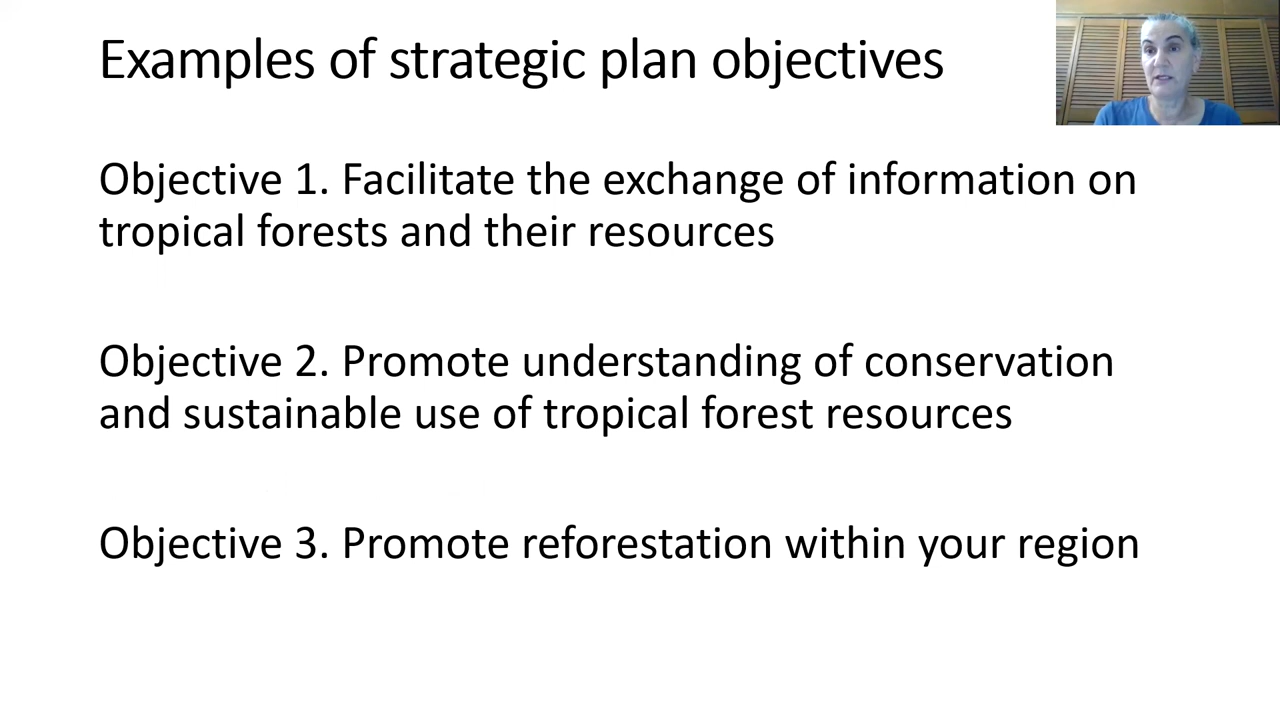 Examples of strategic plan objectives
Objective 1. Facilitate the exchange of information on
tropical forests and their resources
Objective 2. Promote understanding of conservation
and sustainable use of tropical forest resources
Objective 3. Promote reforestation within your region